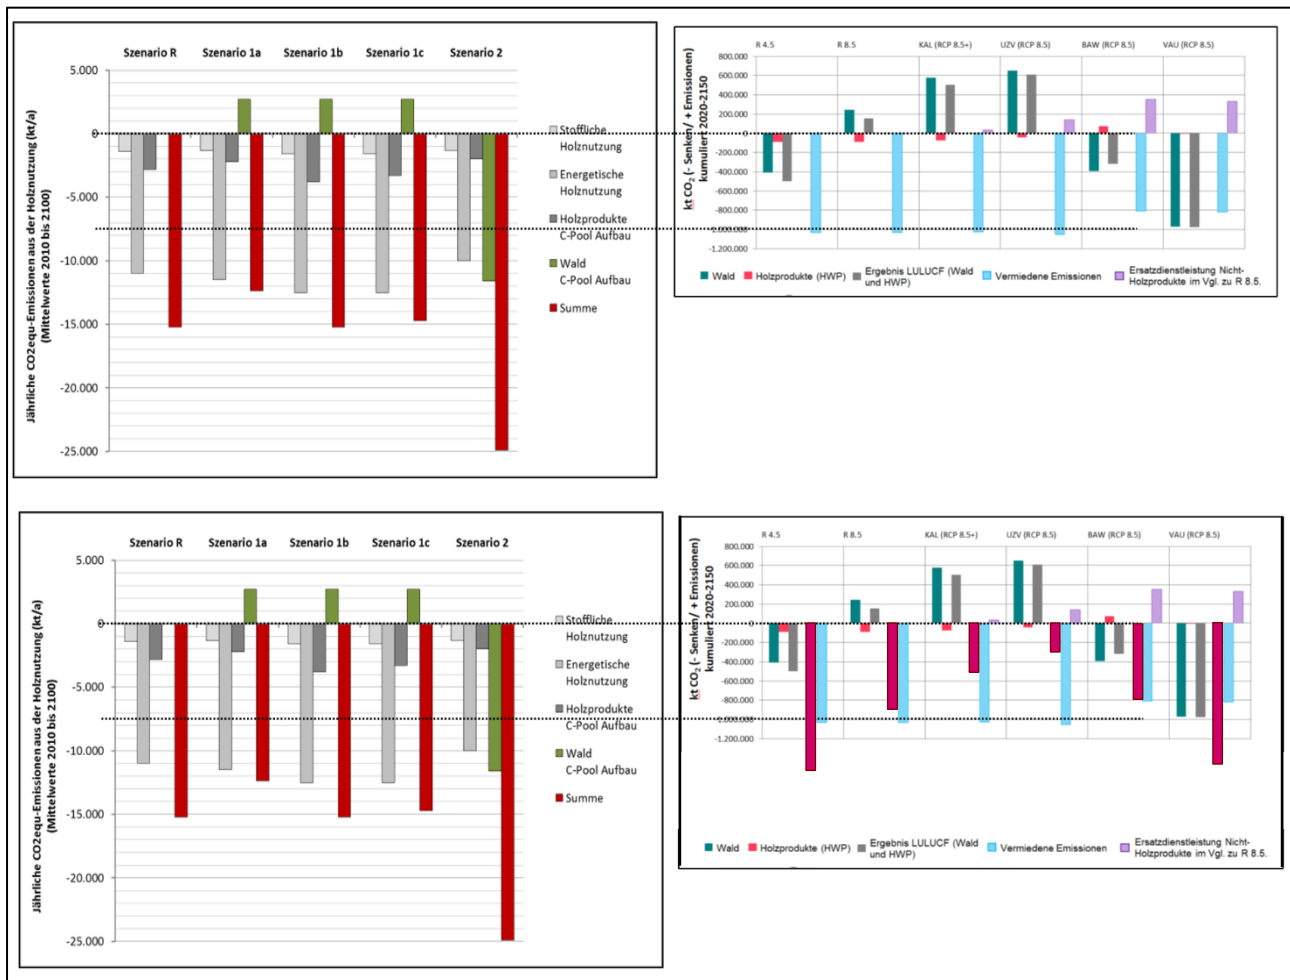 Szenario R Szenario 1a Szenario 1b Szenario 1c Szenario 2
Jährliche CO2equ-Emissionen aus der Holznutzung (kt/a)
(Mittelwerte 2010 bis 2100)
5.000
0
-5.000
-10.000
-15.000
-20.000
-25.000
Stoffliche
Holznutzung
Energetische
Holznutzung
Holzprodukte
C-Pool Aufbau
Wald
C-Pool Aufbau
Summe
R 4.5 R 8.5 KAL (RCP 8.5+) UZV (RCP 8.5) BAW (RCP 8.5) VAU (RCP 8.5)
kt CO2 (- Senken/ + Emissionen)
kumuliert 2020-2150
800.000
600.000
400.000
200.000
0
-200.000
-400.000
-600.000
-800.000
-1.000.000
-1.200.000
Wald Holzprodukte (HWP) Ergebnis LULUCF (Wald
und HWP) Vermiedene Emissionen Ersatzdienstleistung Nicht-
Holzprodukte im Vgl. zu R 8.5.
Szenario R Szenario 1a Szenario 1b Szenario 1c Szenario 2
Jährliche CO2equ-Emissionen aus der Holznutzung (kt/a)
(Mittelwerte 2010 bis 2100)
5.000
0
-5.000
-10.000
-15.000
-20.000
-25.000
Stoffliche
Holznutzung
Energetische
Holznutzung
Holzprodukte
C-Pool Aufbau
Wald
C-Pool Aufbau
Summe
R 4.5 R 8.5 KAL (RCP 8.5+) UZV (RCP 8.5) BAW (RCP 8.5) VAU (RCP 8.5)
kt CO2 (- Senken/ + Emissionen)
kumuliert 2020-2150
800.000
600.000
400.000
200.000
0
-200.000
-400.000
-600.000
-800.000
-1.000.000
-1.200.000
Wald Holzprodukte (HWP) Ergebnis LULUCF (Wald
und HWP) Vermiedene Emissionen Ersatzdienstleistung Nicht-
Holzprodukte im Vgl. zu R 8.5.